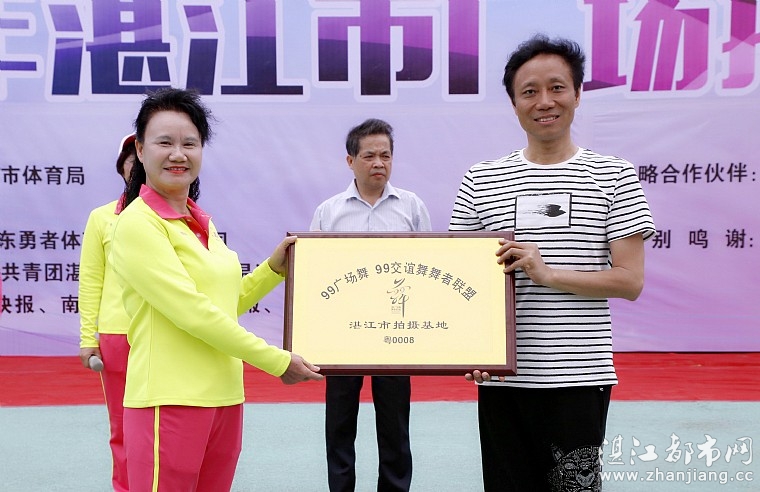 湛江市广场
市体育局
略合作伙伴:
东勇者体
别 鸣 谢:
共青团湛
快报、南
99广场舞 99交谊舞舞者联盟
湛江市拍摄基地
粤0008
湛江都市网
www.zhanjiang.cc